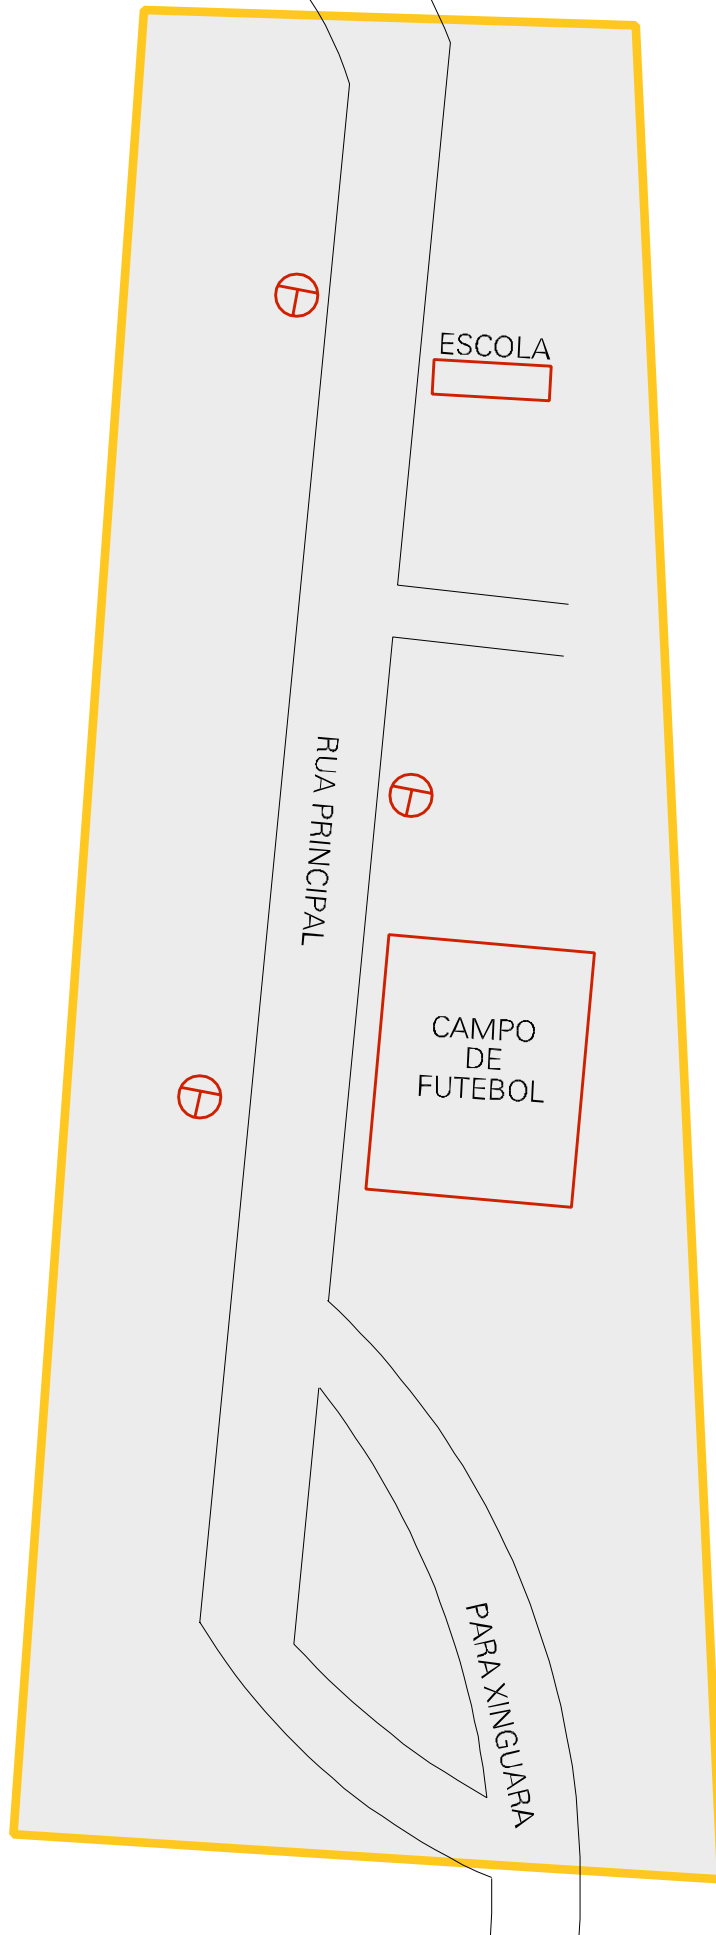 ESCOLA
RUA PRINCIPAL
CAMPO
DE
FUTEBOL
PARA XINGUARA